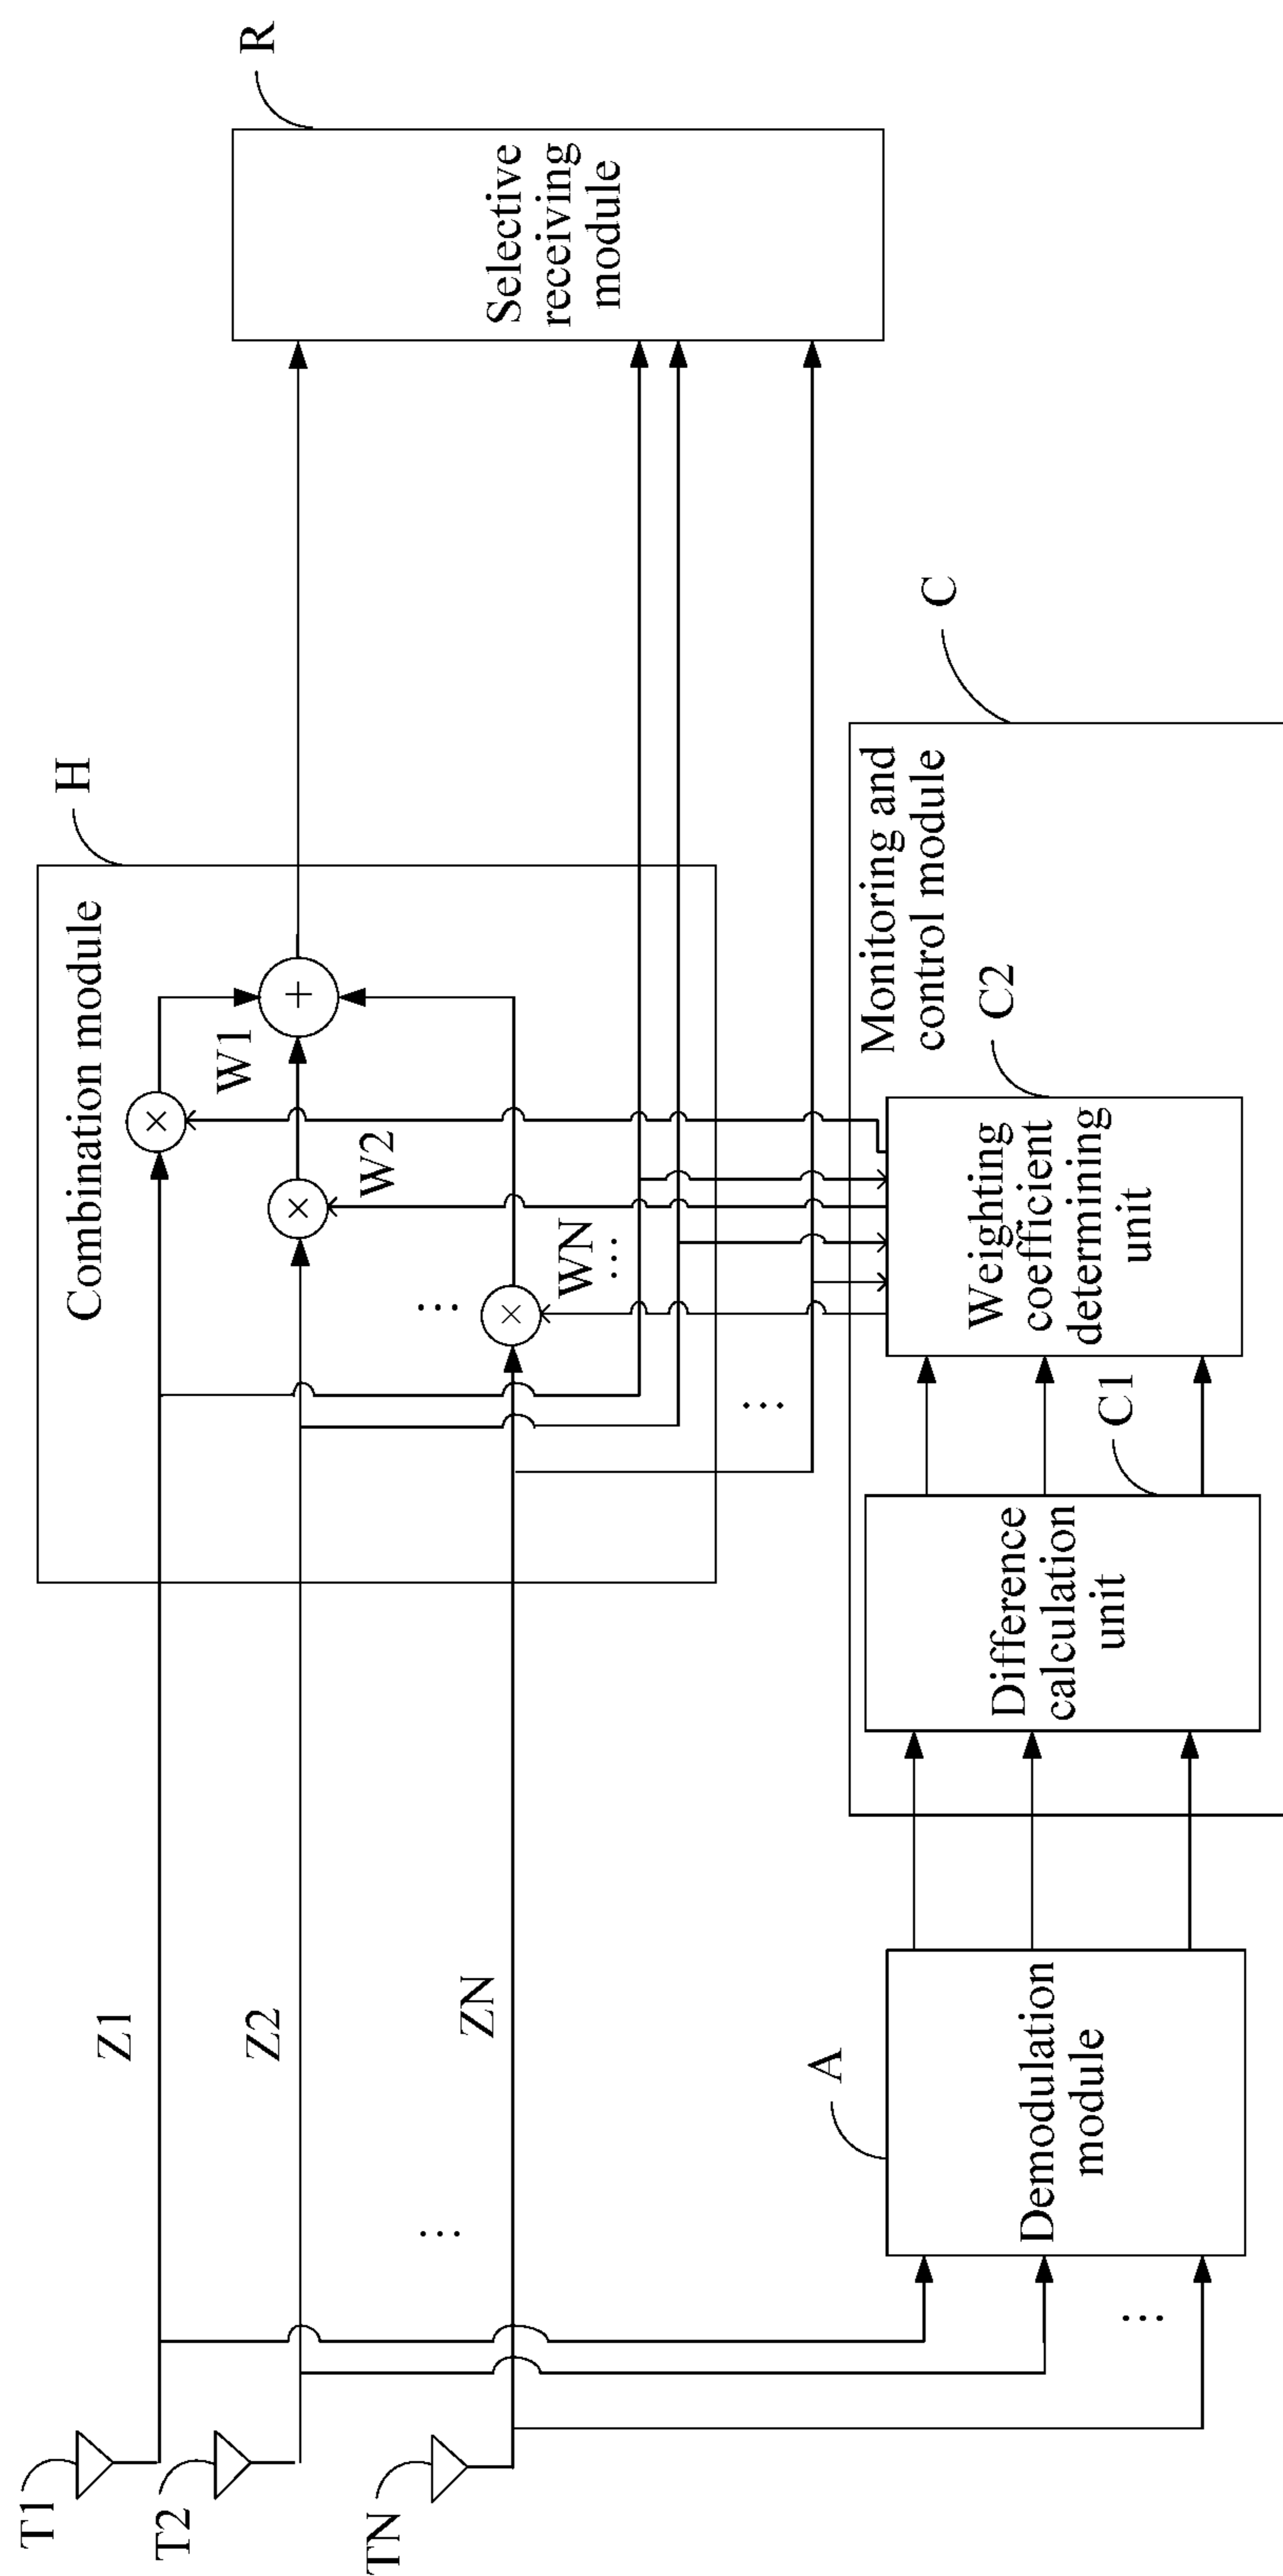 T1
T2
TN
Z1
Z2
ZN
…
…
A
Demodulation
module
Combination module
H
…
…
…
W1
W2
WN
Monitoring and
control module
C
Difference
calculation
unit
C1
Weighting
coefficient
determining
unit
C2
Selective
receiving
module
R